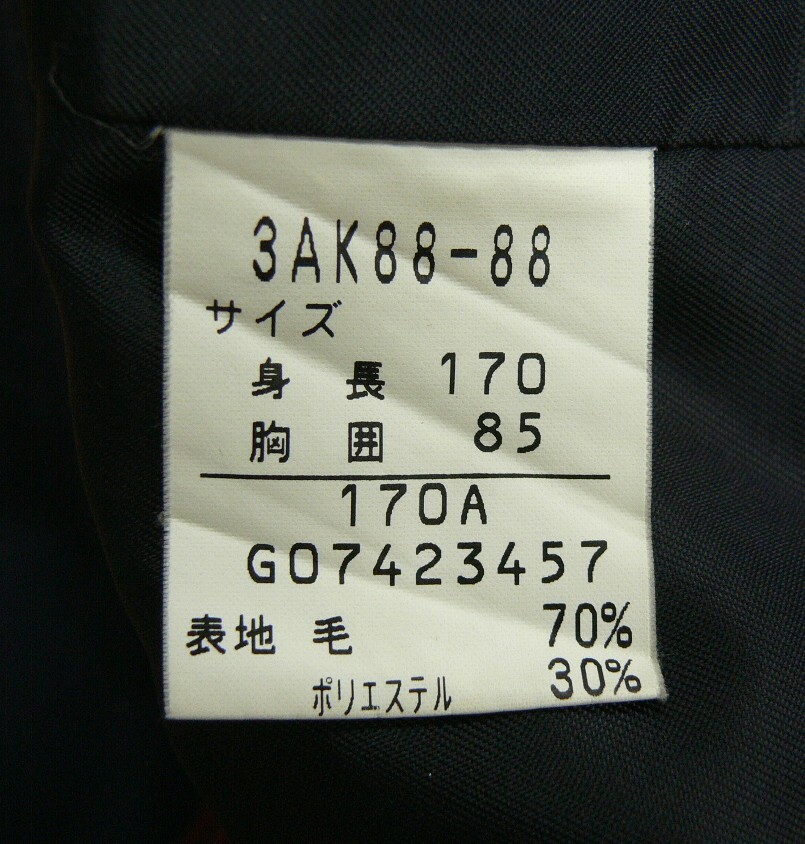 3AK88-88
サイズ
身長 170
胸囲 85
170A
G07423457
表地 毛 70%
ポリエステル 30%